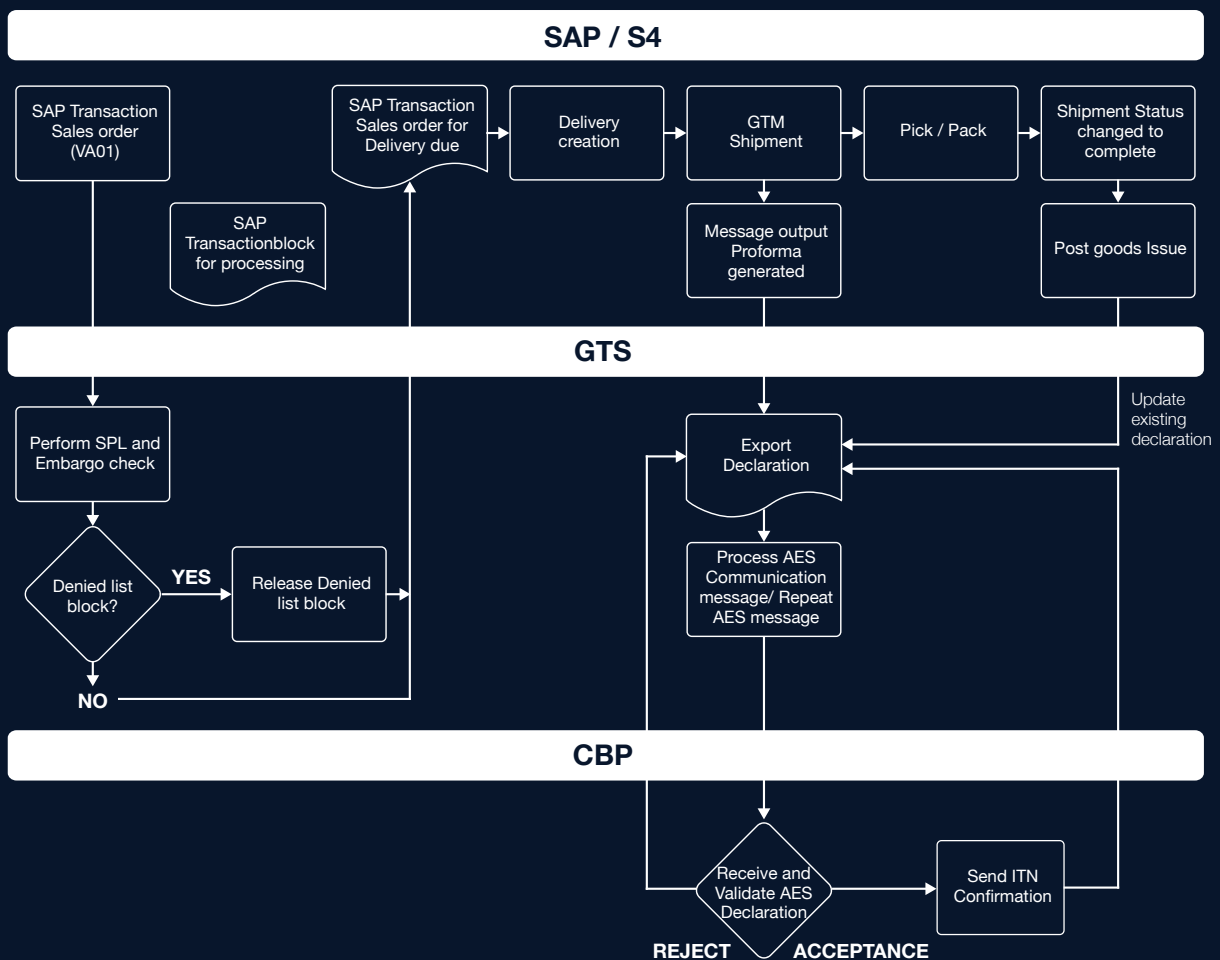 SAP / S4
SAP Transaction
Sales order
(VA01)
SAP Transaction
Sales order for
Delivery due
Delivery
creation
GTM
Shipment
Pick / Pack
Shipment Status
changed to
complete
SAP
Transactionblock
for processing
Message output
Proforma
generated
Post goods Issue
GTS
Perform SPL and
Embargo check
Export
Declaration
Update
existing
declaration
Denied list
block?
YES
Release Denied
list block
Process AES
Communication
message/ Repeat
AES message
NO
CBP
Receive and
Validate AES
Declaration
Send ITN
Confirmation
REJECT
ACCEPTANCE